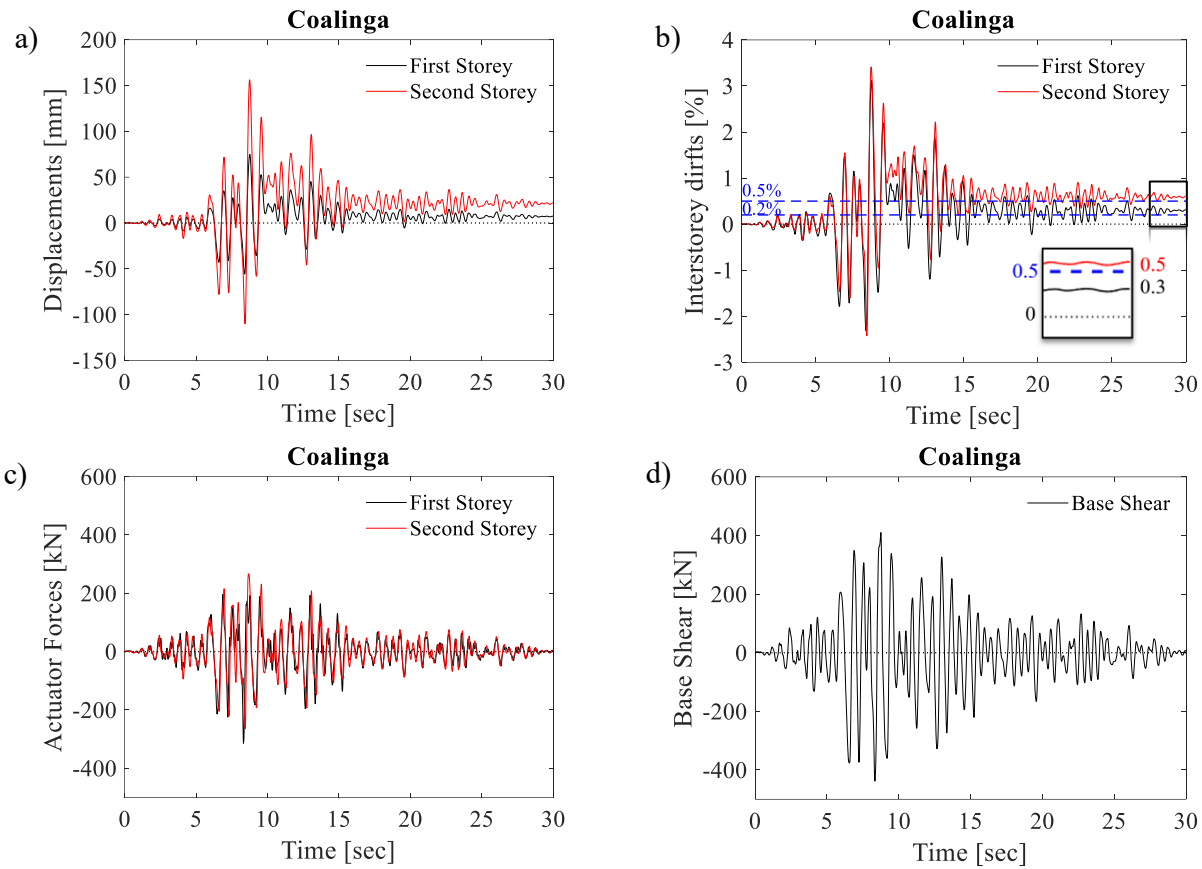 a)
Coalinga
200
150
100
50
0
-50
-100
-150
Displacements [mm]
First Storey
Second Storey
0 5 10 15 20 25 30
Time [sec]
b)
Coalinga
4
3
2
1
0
-1
-2
-3
Interstorey dirfts [%]
First Storey
Second Storey
0.5%
0.2%
0.5
0
0.5
0.3
0 5 10 15 20 25 30
Time [sec]
c)
Coalinga
600
400
200
0
-200
-400
Actuator Forces [kN]
First Storey
Second Storey
0 5 10 15 20 25 30
Time [sec]
d)
Coalinga
600
400
200
0
-200
-400
Base Shear [kN]
Base Shear
0 5 10 15 20 25 30
Time [sec]